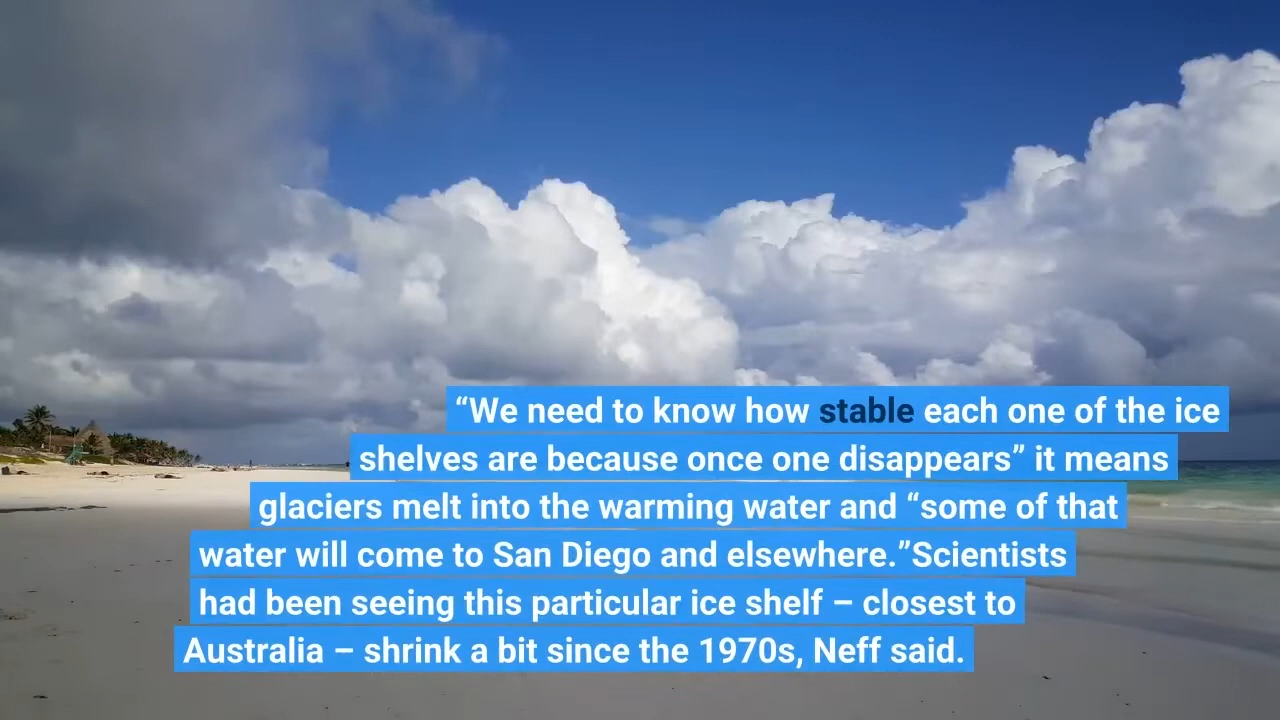 “We need to know how stable each one of the ice
shelves are because once one disappears” it means
glaciers melt into the warming water and “some of that
water will come to San Diego and elsewhere.”Scientists
had been seeing this particular ice shelf – closest to
Australia – shrink a bit since the 1970s, Neff said.